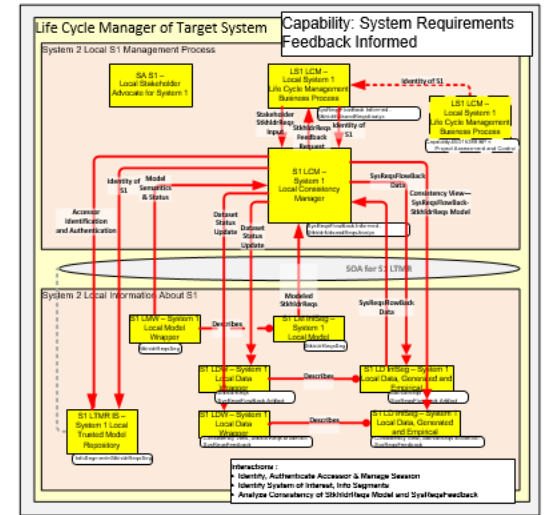 Life Cycle Manager of Target System
Capability: System Requirements
Feedback Informed
System 2 Local S1 Management Process
SA S1 –
Local Stakeholder
Advocate for System 1
LS1 LCM –
Local System 1
Life Cycle Management
Business Process
Identity of S1
LS1 LCM –
Local System 1
Life Cycle Management
Business Process
Project Assessment and Control
Stakeholder
StkhldrReqs
Input
StkhldrReqs
Feedback
Request
Identity of
S1
S1 LCM –
System 1
Local Consistency
Manager
SysReqsFlowBack
Data
Consistency View—
SysReqsFlowBack-
StkhldrReqs Model
Identity of
S1
Model
Semantics
& Status
Accessor
Identification
and Authentication
Dataset
Status
Update
Dataset
Status
Update
SOA for S1 LTMR
System 2 Local Information About S1
Modeled
StkhldrReqs
SysReqsFlowBack
Data
S1 LMW – System 1
Local Model
Wrapper
Describes
System 1
Local Model
S1 LDW – System 1
Local Data
Wrapper
Describes
S1 LD InfSeg – System 1
Local Data, Generated and
Empirical
S1 LDW – System 1
Local Data
Wrapper
Describes
S1 LD InfSeg – System 1
Local Data, Generated
and Empirical
S1 LTMR IS –
System 1 Local
Trusted Model
Repository
Interactions :
• Identify, Authenticate Accessor & Manage Session
• Identify System of Interest, Info Segments
• Analyze Consistency of StkhldrReqs Model and SysReqsFeedback